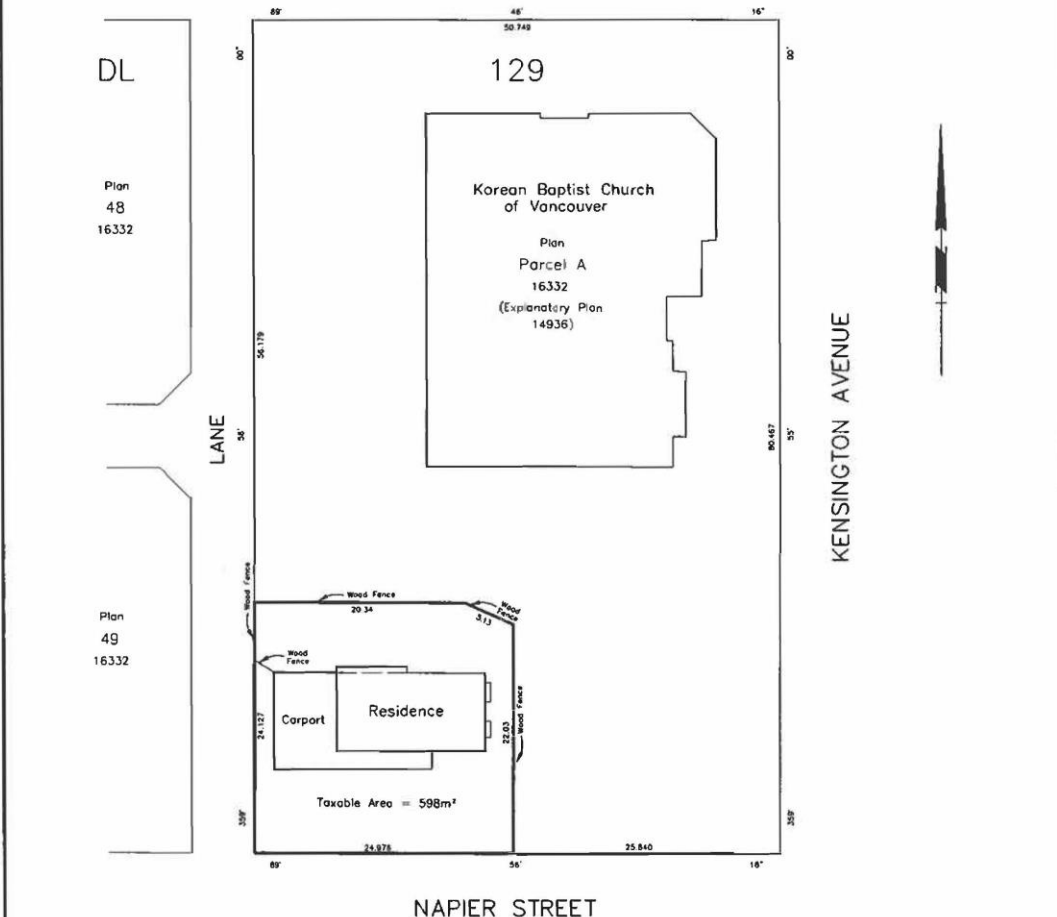 89° 46' 16"
50.749
00"
00"
DL
129
Plan
48
16332
Korean Baptist Church
of Vancouver
Plan
Parcel A
16332
(Explanatory Plan
14936)
56.179
LANE
58'
80.467
55'
KENSINGTON AVENUE
Wood Fence
Wood Fence
20.34
Wood
Fence
3.13
Plan
49
16332
Wood
Fence
Carport
Residence
24.127
22.03
Wood Fence
Taxable Area = 598m²
359°
359°
24.976
25.840
89° 56' 16"
NAPIER STREET